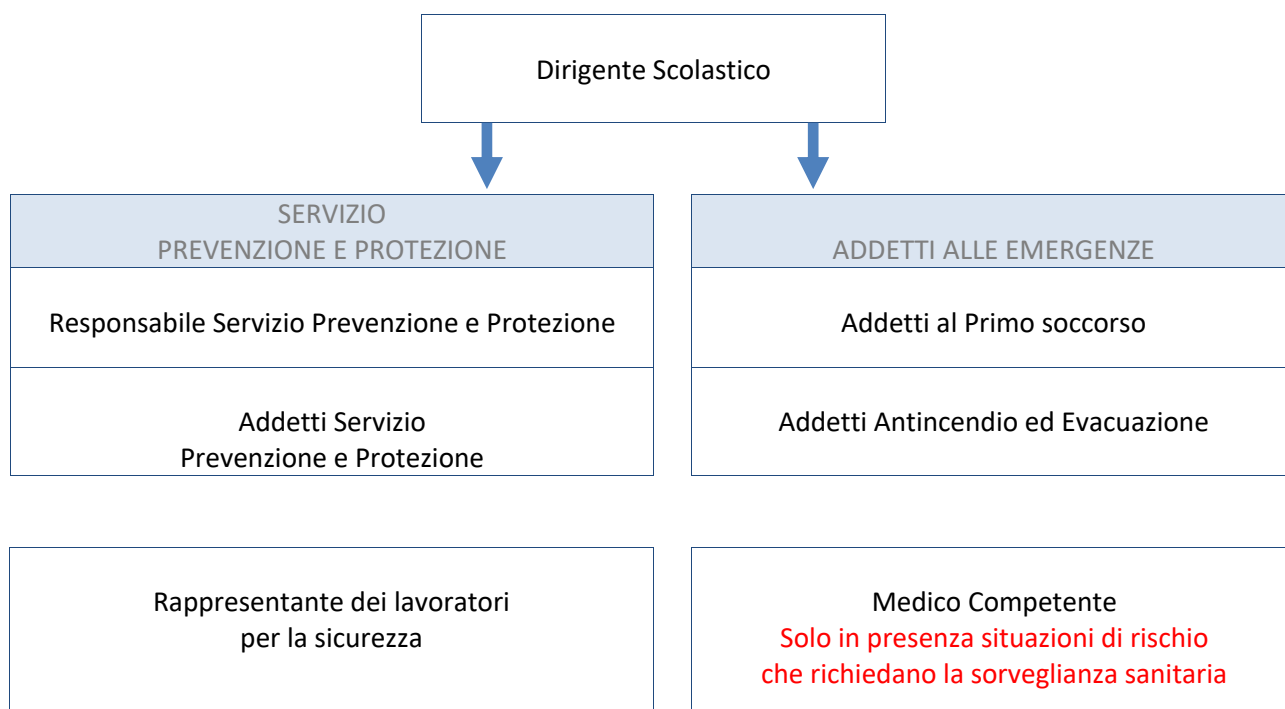 Dirigente Scolastico
SERVIZIO
PREVENZIONE E PROTEZIONE
Responsabile Servizio Prevenzione e Protezione
Addetti Servizio
Prevenzione e Protezione
ADDETTI ALLE EMERGENZE
Addetti al Primo soccorso
Addetti Antincendio ed Evacuazione
Rappresentante dei lavoratori
per la sicurezza
Medico Competente
Solo in presenza situazioni di rischio
che richiedano la sorveglianza sanitaria